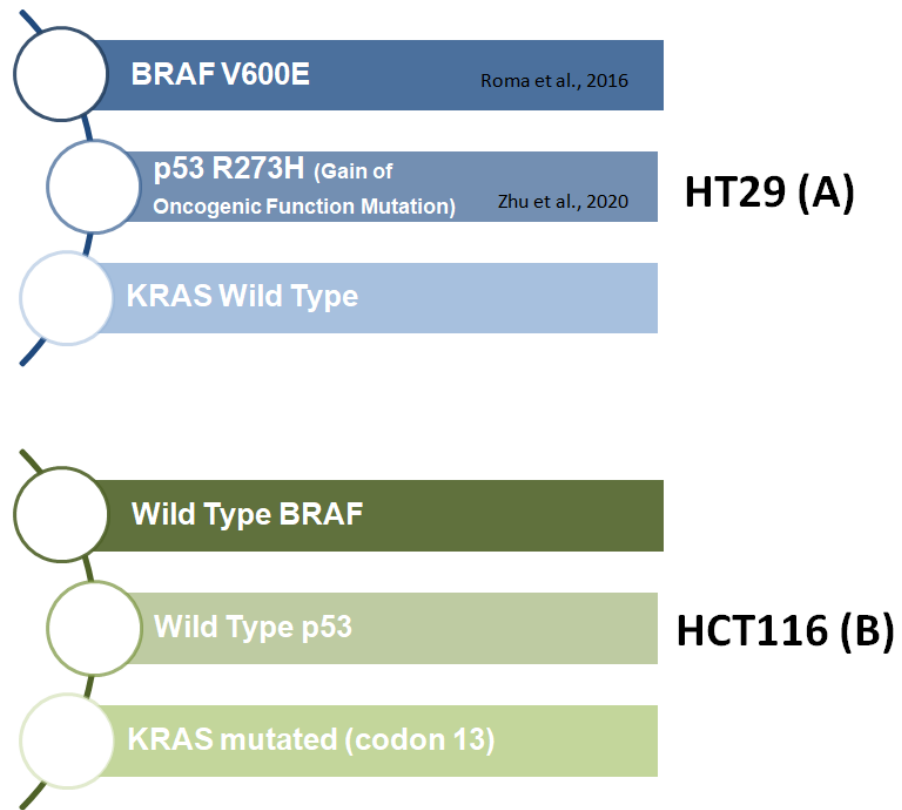 BRAF V600E
Roma et al., 2016
p53 R273H (Gain of
Oncogenic Function Mutation)
Zhu et al., 2020
HT29 (A)
KRAS Wild Type
Wild Type BRAF
Wild Type p53
HCT116 (B)
KRAS mutated (codon 13)